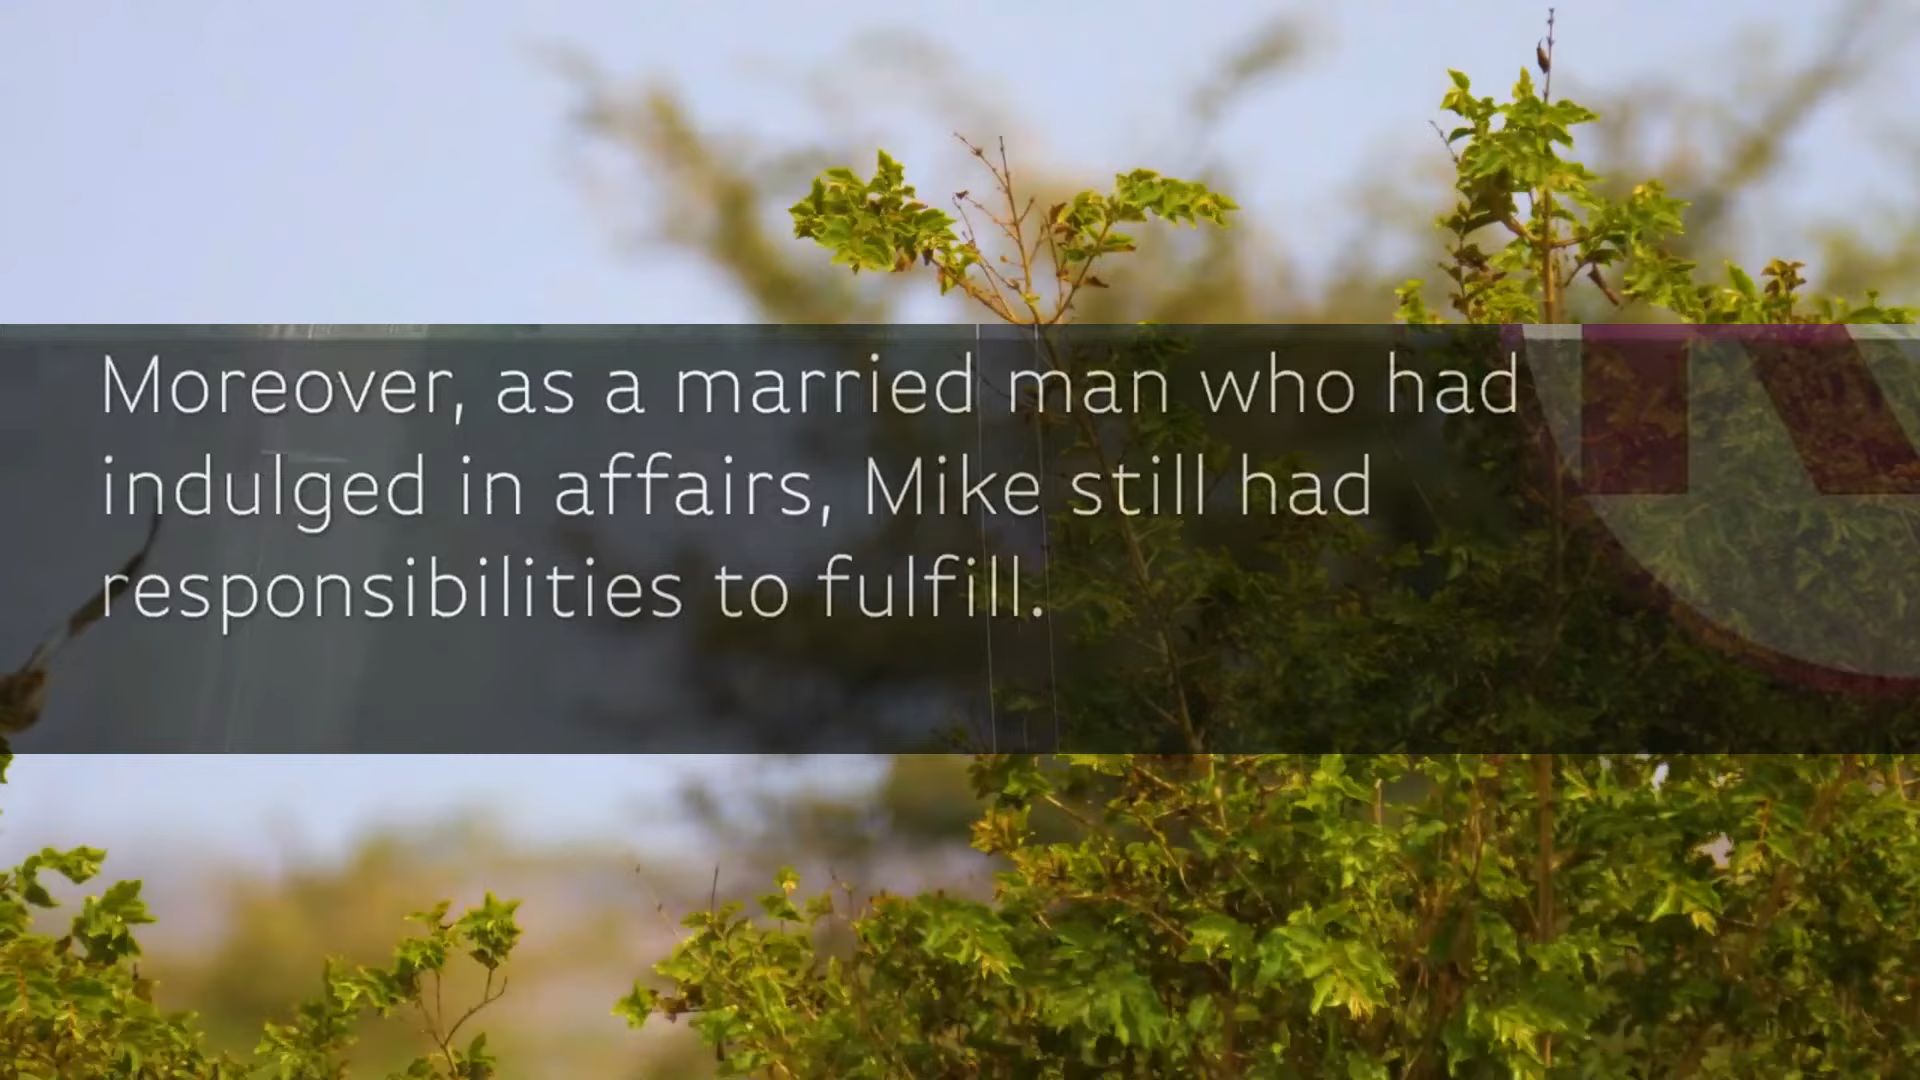 Moreover, as a married man who had
indulged in affairs, Mike still had
responsibilities to fulfill.